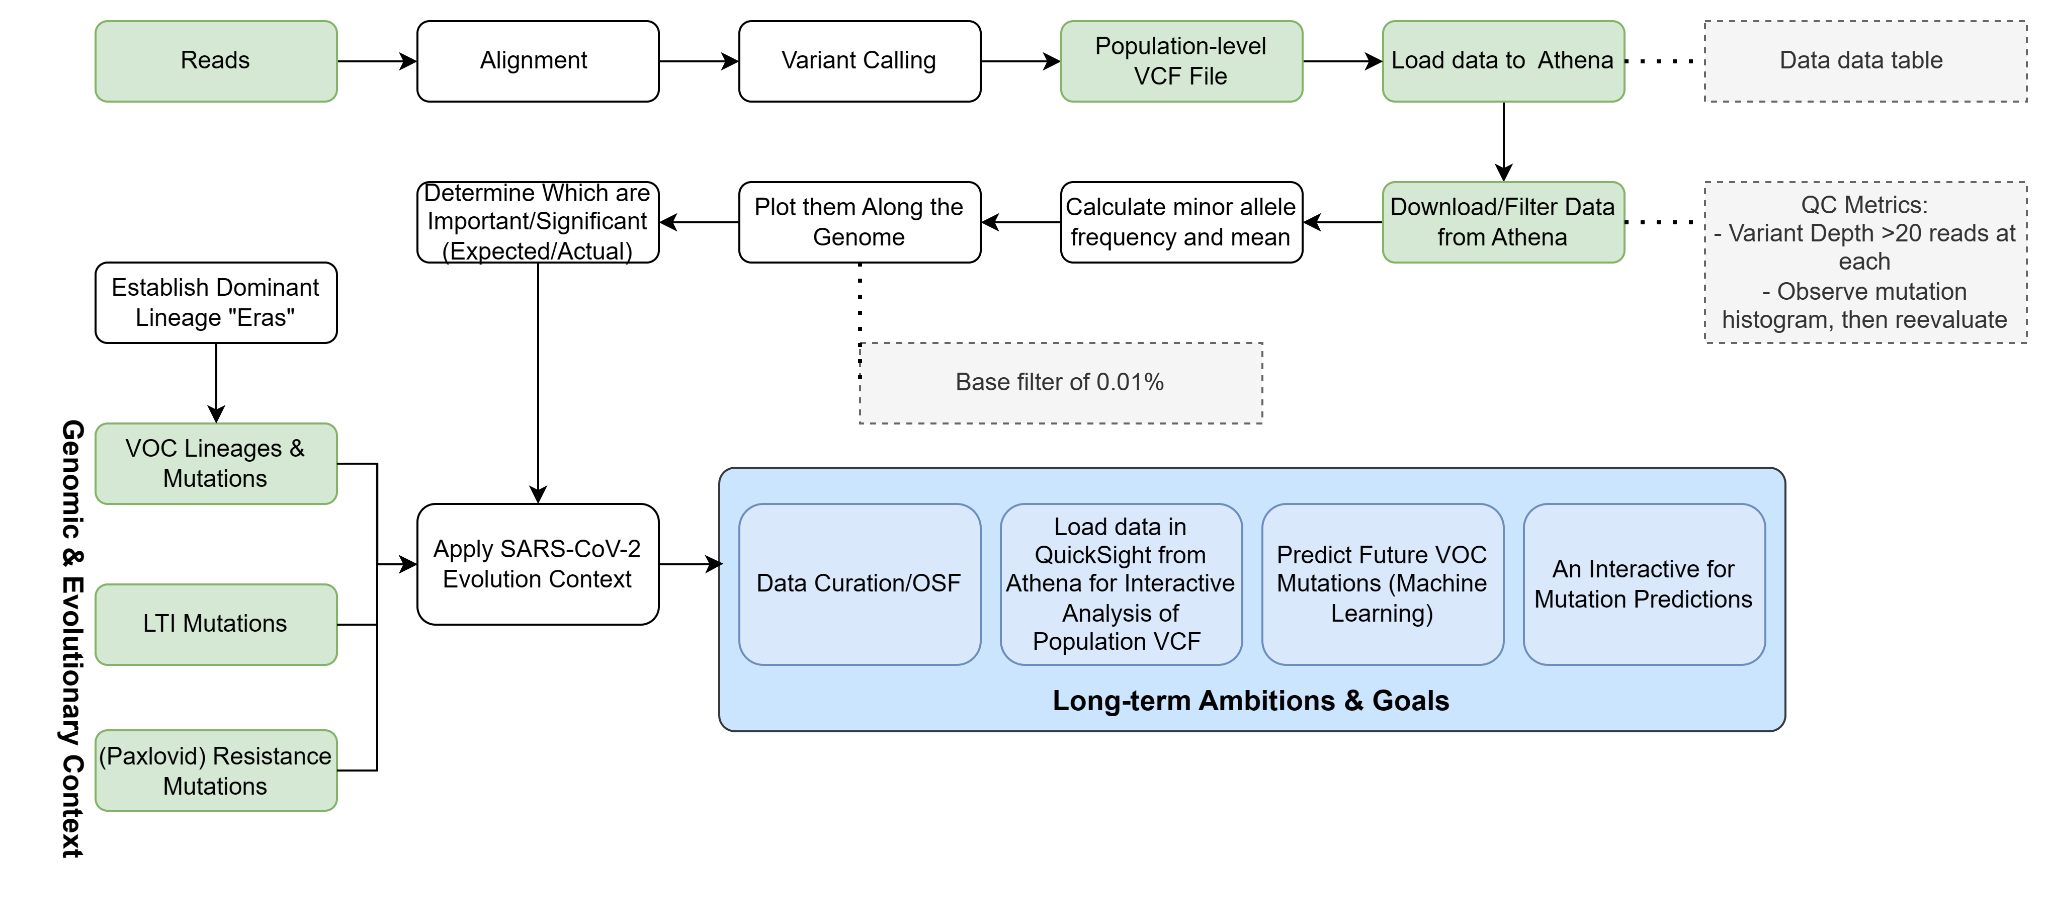 Reads
Alignment
Variant Calling
Population-level
VCF File
Load data to  Athena
Data data table
Determine Which are
Important/Significant
(Expected/Actual)
Plot them Along the
Genome
Calculate minor allele
frequency and mean
Download/Filter Data
from Athena
QC Metrics:
- Variant Depth >20 reads at
each
- Observe mutation
histogram, then reevaluate
Establish Dominant
Lineage "Eras"
Base filter of 0.01%
Genomic & Evolutionary Context
VOC Lineages &
Mutations
LTI Mutations
(Paxlovid) Resistance
Mutations
Apply SARS-CoV-2
Evolution Context
Data Curation/OSF
Load data in
QuickSight from
Athena for Interactive
Analysis of
Population VCF
Predict Future VOC
Mutations (Machine
Learning)
An Interactive for
Mutation Predictions
Long-term Ambitions & Goals